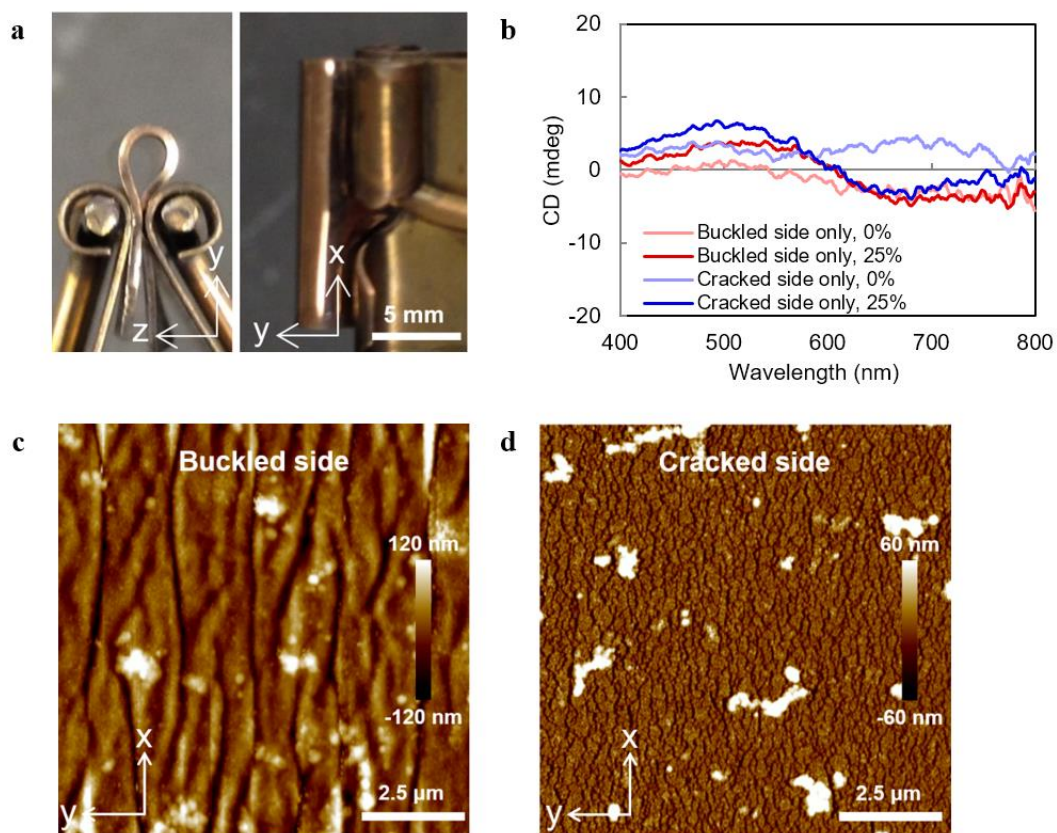 a
z
y
y
x
5 mm
b
20
10
0
-10
-20
CD (mdeg)
Buckled side only, 0%
Buckled side only, 25%
Cracked side only, 0%
Cracked side only, 25%
400
500
600
700
800
Wavelength (nm)
c
Buckled side
120 nm
-120 nm
x
y
2.5 µm
d
Cracked side
60 nm
-60 nm
x
y
2.5 µm